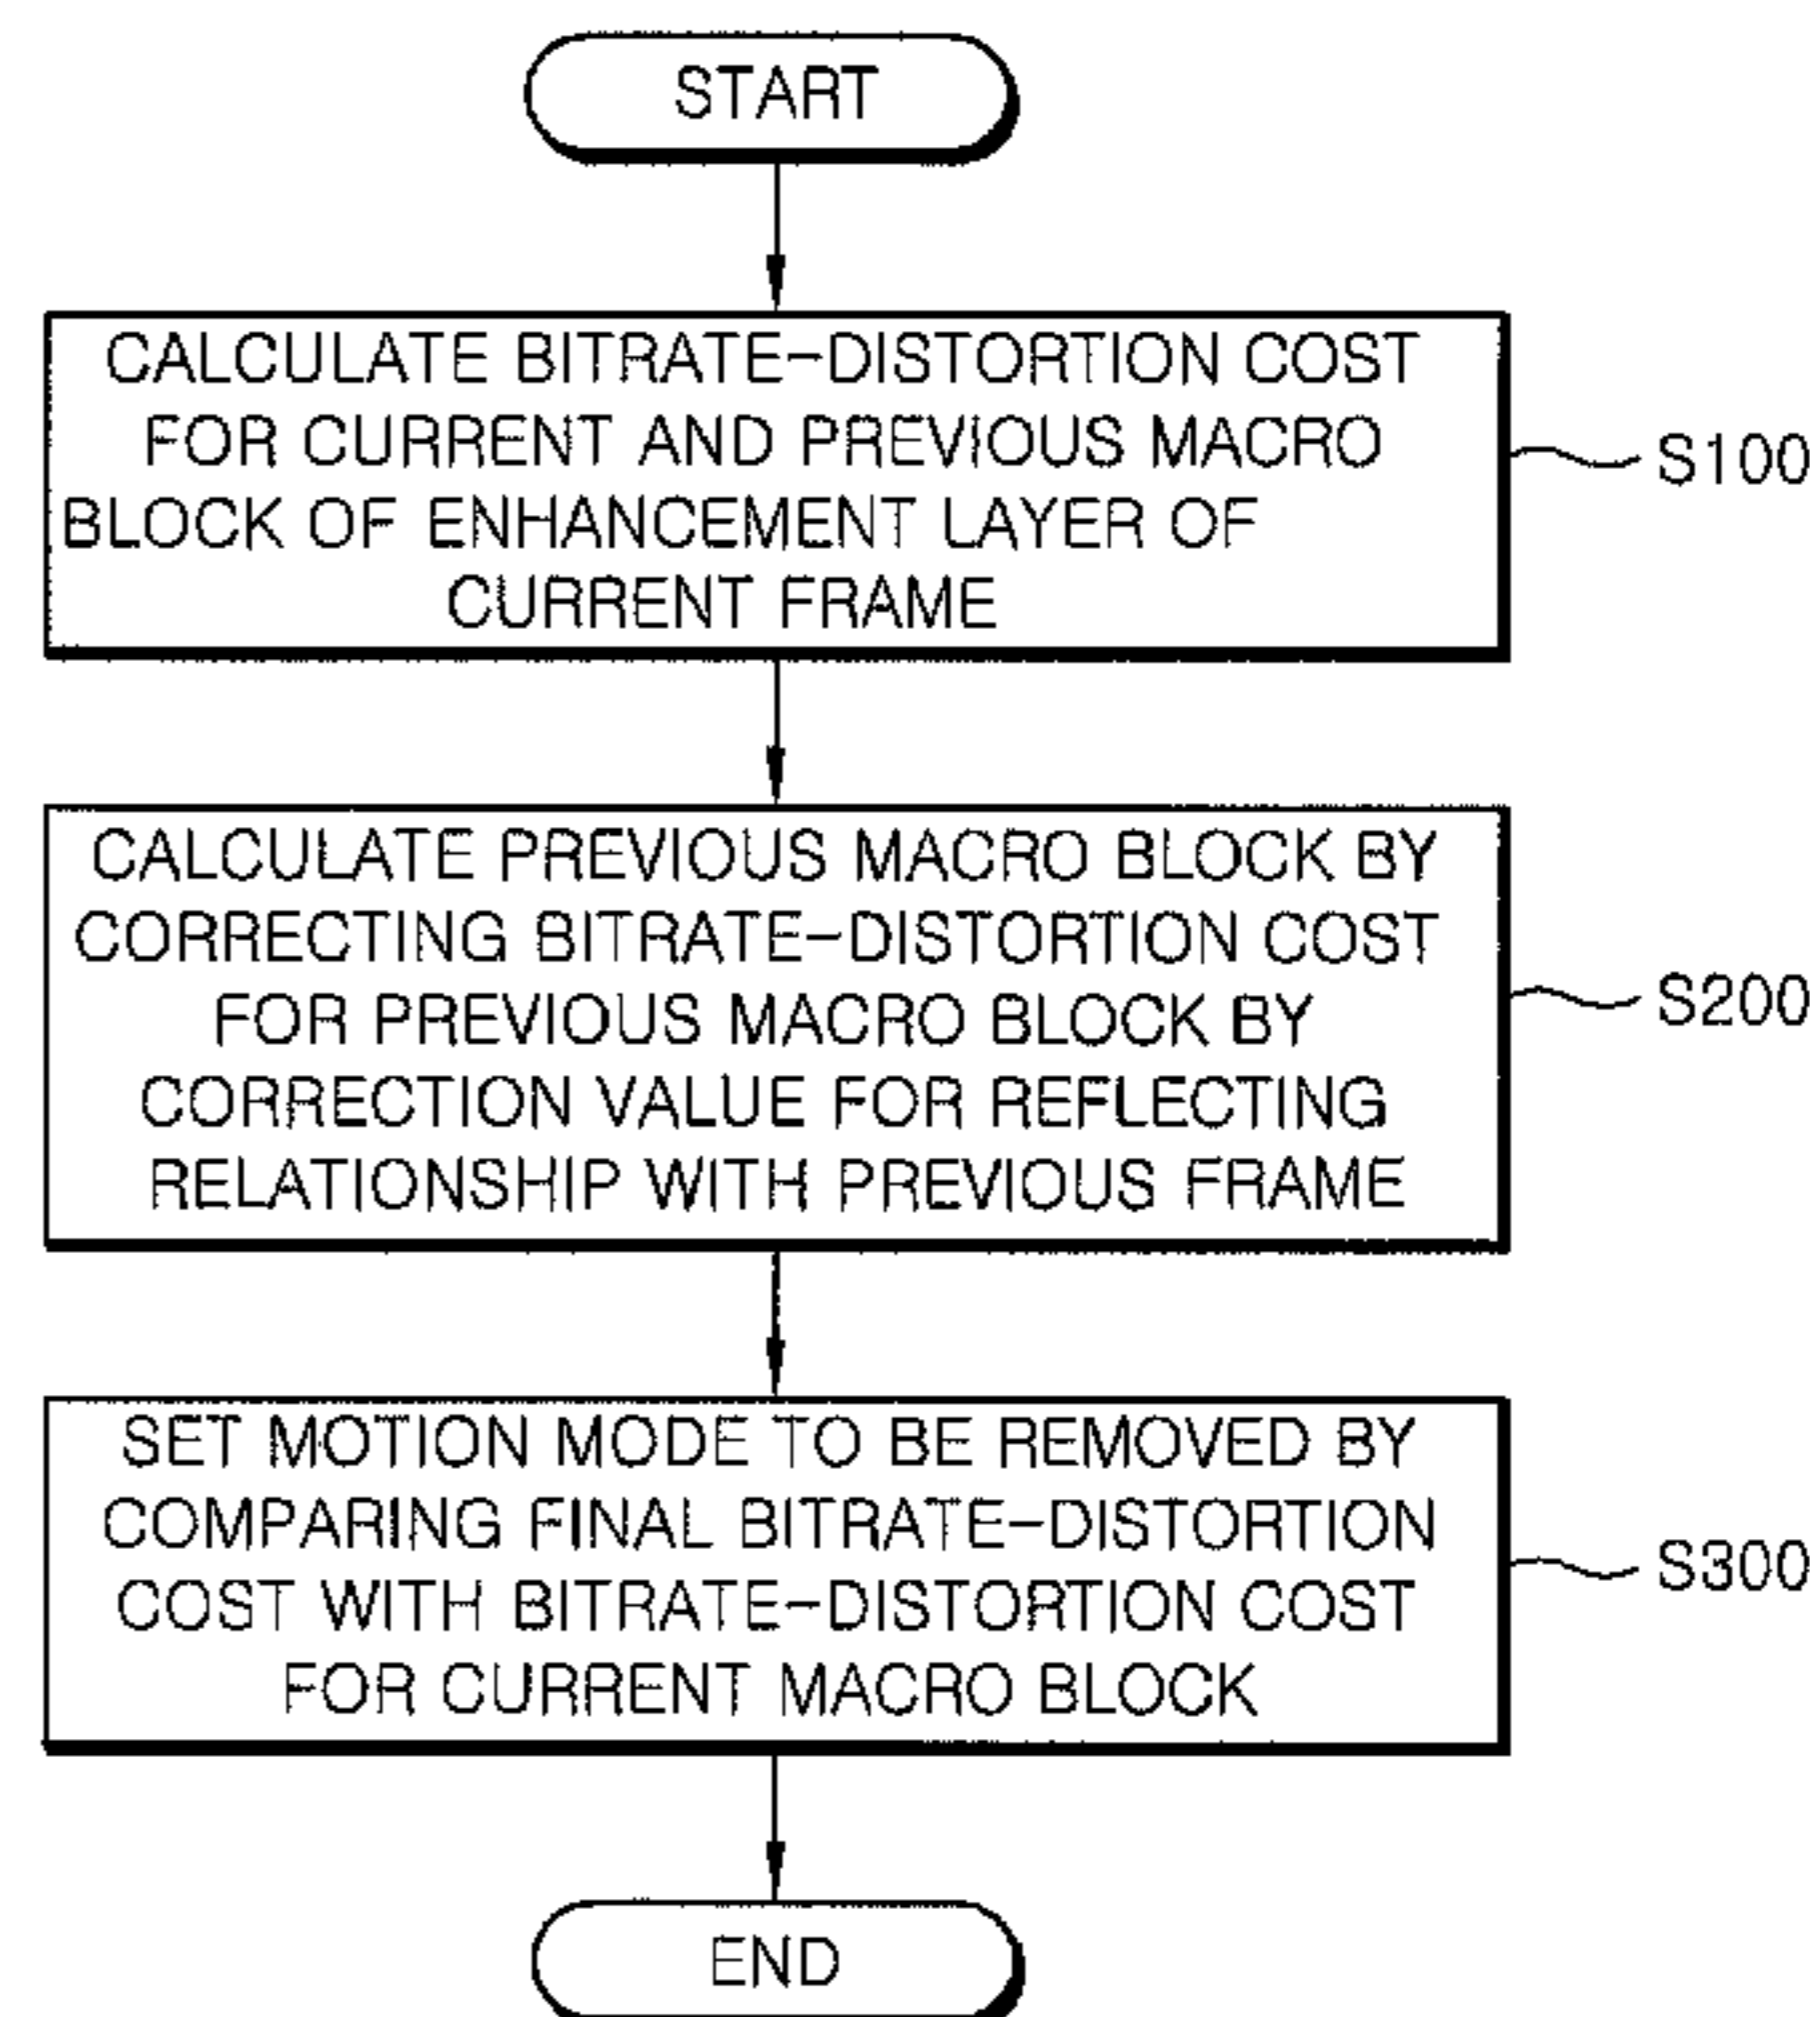 START
CALCULATE BITRATE-DISTORTION COST
FOR CURRENT AND PREVIOUS MACRO
BLOCK OF ENHANCEMENT LAYER OF
CURRENT FRAME
S100
CALCULATE PREVIOUS MACRO BLOCK BY
CORRECTING BITRATE-DISTORTION COST
FOR PREVIOUS MACRO BLOCK BY
CORRECTION VALUE FOR REFLECTING
RELATIONSHIP WITH PREVIOUS FRAME
S200
SET MOTION MODE TO BE REMOVED BY
COMPARING FINAL BITRATE-DISTORTION
COST WITH BITRATE-DISTORTION COST
FOR CURRENT MACRO BLOCK
S300
END